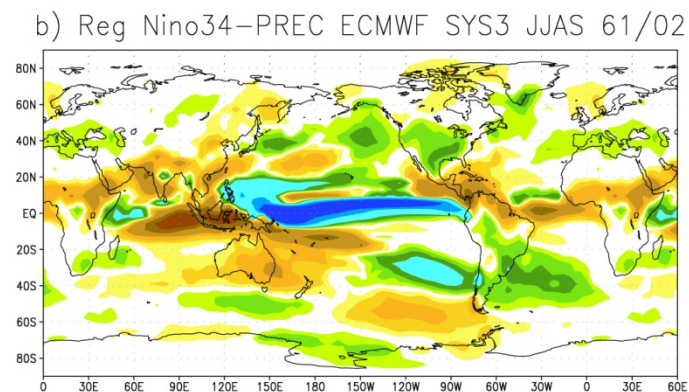 b) Reg Nino34-PREC ECMWF SYS3 JJAS 61/02
80N
60N
40N
20N
EQ
20S
40S
60S
80S
0 30E 60E 90E 120E 150E 180 150W 120W 90W 60W 30W 0 30E 60E